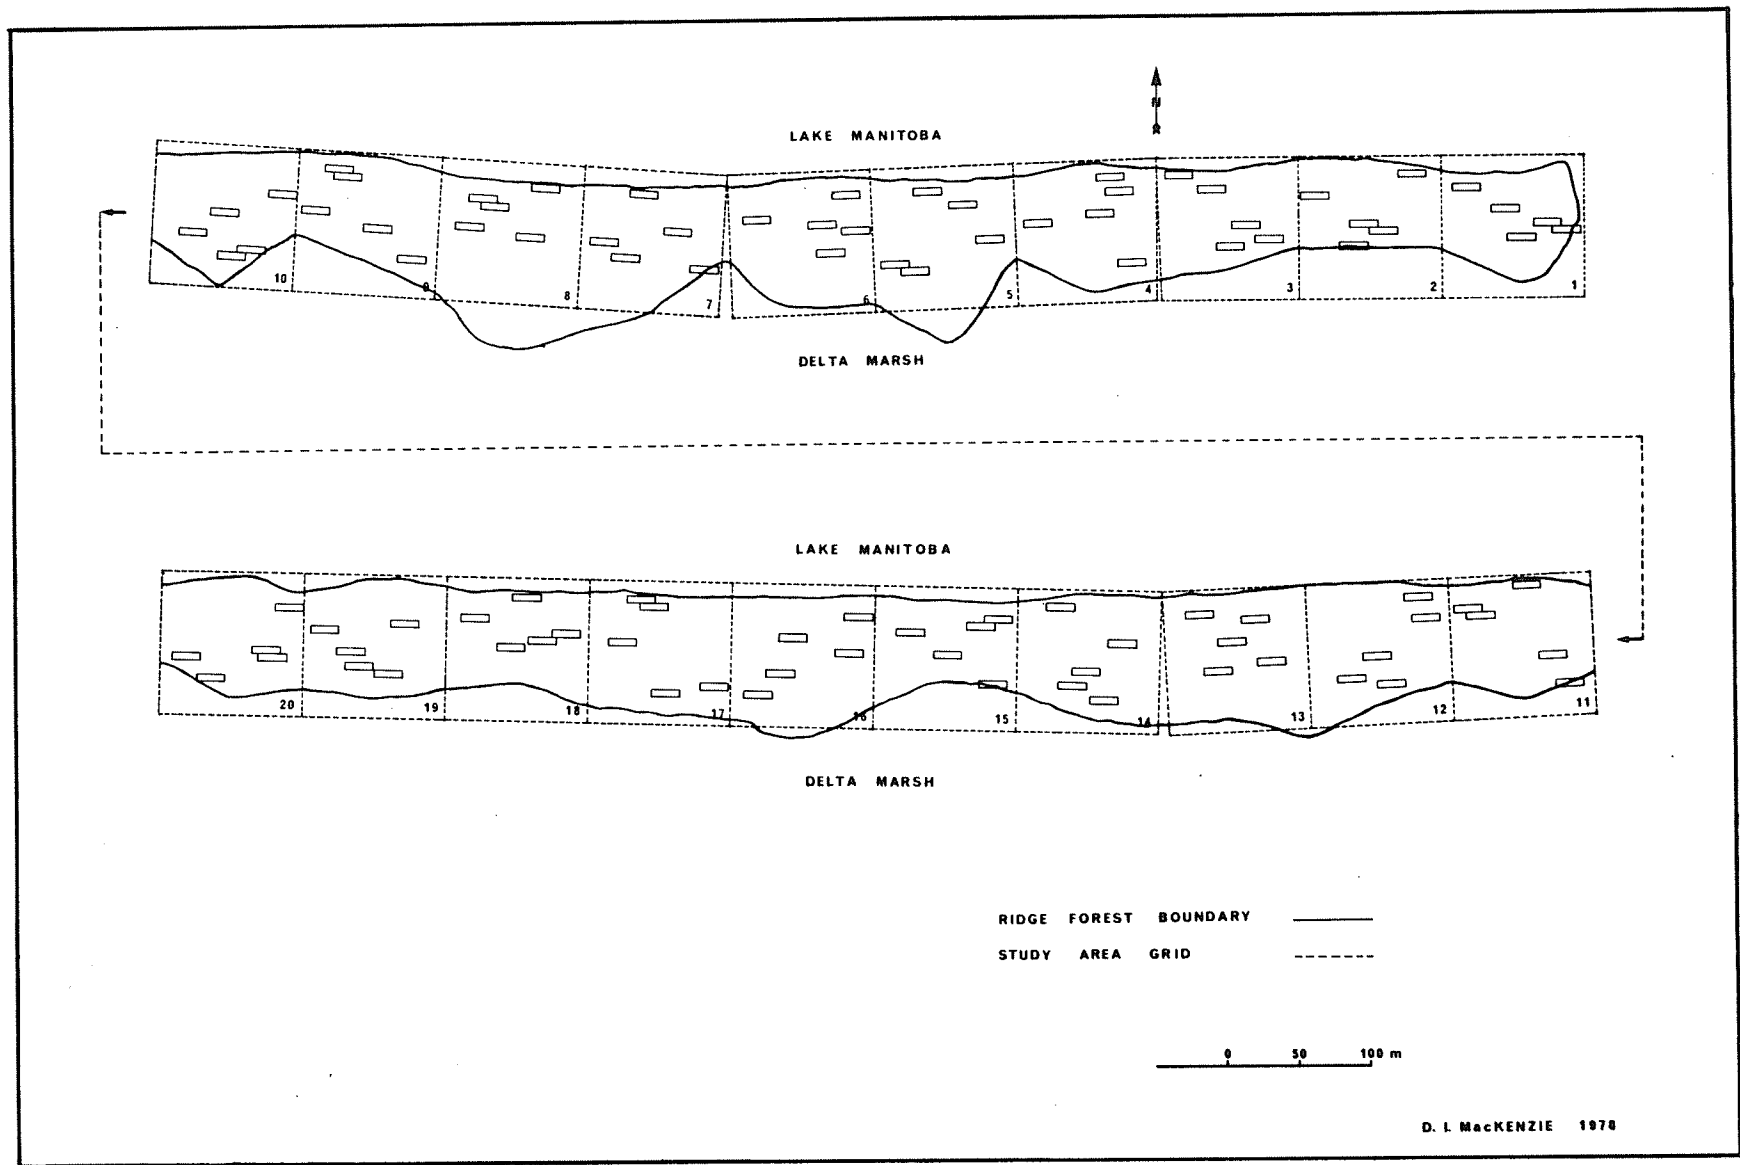 N
LAKE MANITOBA
10 9 8 7 6 5 4 3 2 1
DELTA MARSH
LAKE MANITOBA
20 19 18 17 16 15 14 13 12 11
DELTA MARSH
RIDGE FOREST BOUNDARY
STUDY AREA GRID
0 50 100 m
D. I. MacKENZIE 1978